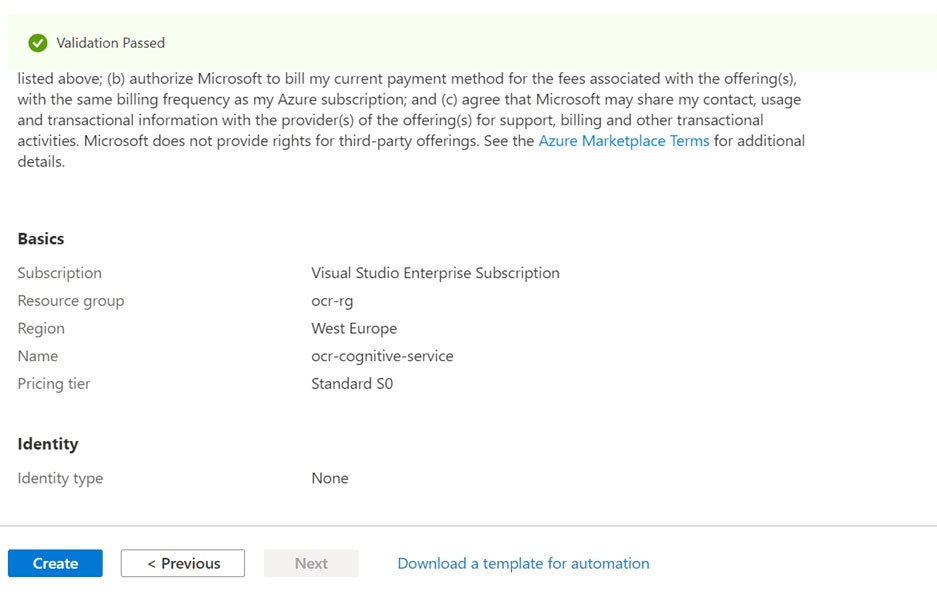 Validation Passed
listed above; (b) authorize Microsoft to bill my current payment method for the fees associated with the offering(s),
with the same billing frequency as my Azure subscription; and (c) agree that Microsoft may share my contact, usage
and transactional information with the provider(s) of the offering(s) for support, billing and other transactional
activities. Microsoft does not provide rights for third-party offerings. See the Azure Marketplace Terms for additional
details.
Basics
Subscription Visual Studio Enterprise Subscription
Resource group ocr-rg
Region West Europe
Name ocr-cognitive-service
Pricing tier Standard S0
Identity
Identity type None
Create < Previous Next Download a template for automation